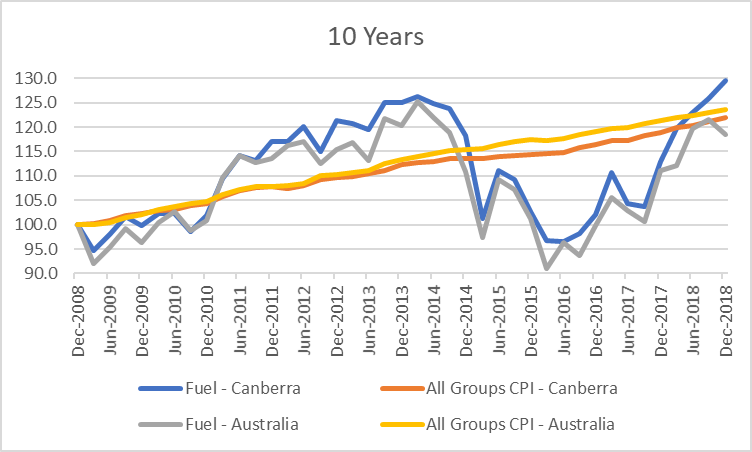 10 Years
130.0
125.0
120.0
115.0
110.0
105.0
100.0
95.0
90.0
Dec-2008
Jun-2009
Dec-2009
Jun-2010
Dec-2010
Jun-2011
Dec-2011
Jun-2012
Dec-2012
Jun-2013
Dec-2013
Jun-2014
Dec-2014
Jun-2015
Dec-2015
Jun-2016
Dec-2016
Jun-2017
Dec-2017
Jun-2018
Dec-2018
Fuel - Canberra
All Groups CPI - Canberra
Fuel - Australia
All Groups CPI - Australia